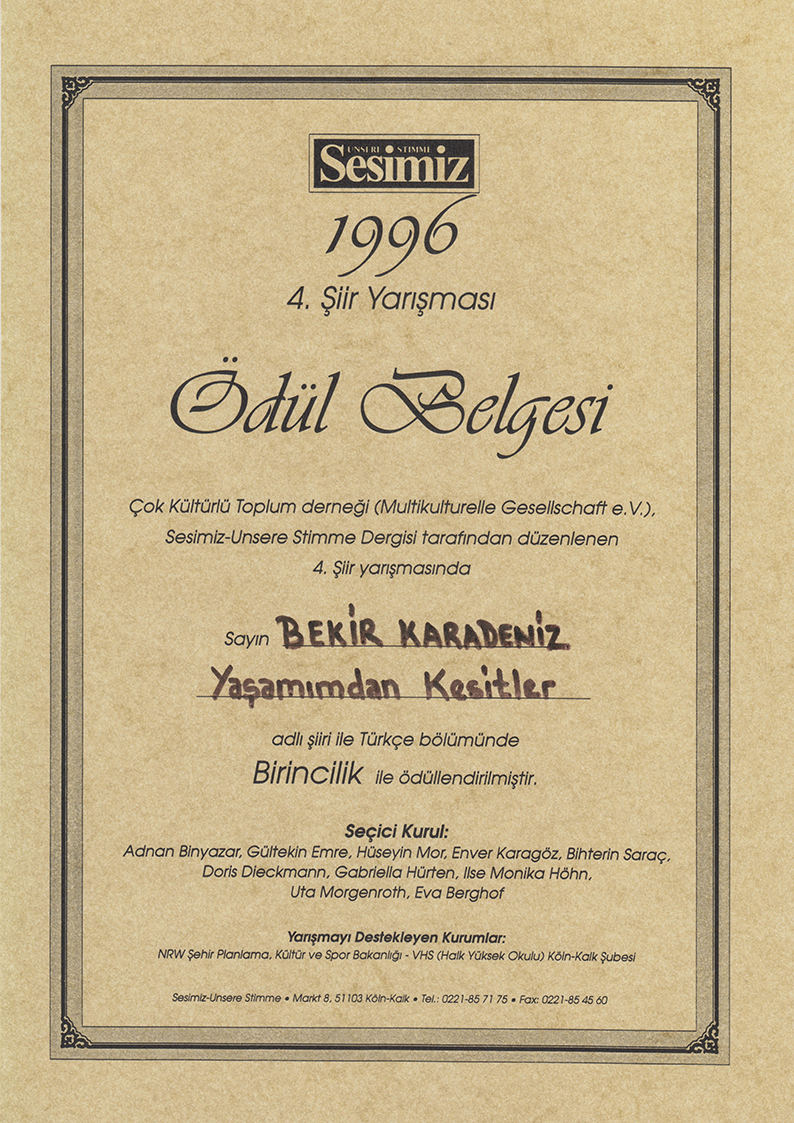 UNSERE STIMME
Sesimiz
1996
4. Şiir Yarışması
Ödül Belgesi
Çok Kültürlü Toplum derneği (Multikulturelle Gesellschaft e.V.),
Sesimiz-Unsere Stimme Dergisi tarafından düzenlenen
4. Şiir yarışmasında
Sayın BEKİR KARADENİZ
Yaşamımdan Kesitler
adlı şiiri ile Türkçe bölümünde
Birincilik ile ödüllendirilmiştir.
Seçici Kurul:
Adnan Binyazar, Gültekin Emre, Hüseyin Mor, Enver Karagöz, Bihterin Saraç,
Doris Dieckmann, Gabriella Hürten, Ilse Monika Höhn,
Uta Morgenroth, Eva Berghof
Yarışmayı Destekleyen Kurumlar:
NRW Şehir Planlama, Kültür ve Spor Bakanlığı - VHS (Halk Yüksek Okulu) Köln-Kalk Şubesi
Sesimiz-Unsere Stimme • Markt 8, 51103 Köln-Kalk • Tel.: 0221-85 71 75 • Fax: 0221-85 45 60